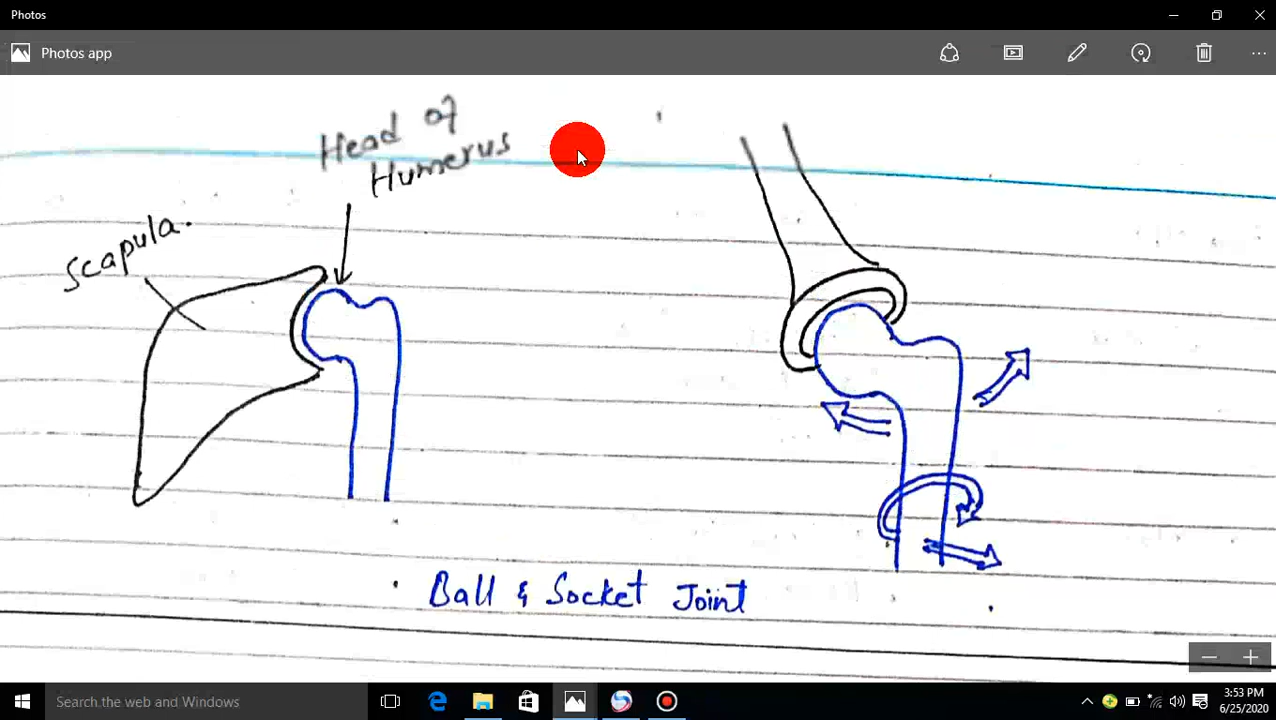 Photos
Photos app
Head of
Humerus
Scapula
Ball & Socket Joint
Search the web and Windows
3:53 PM
6/25/2020